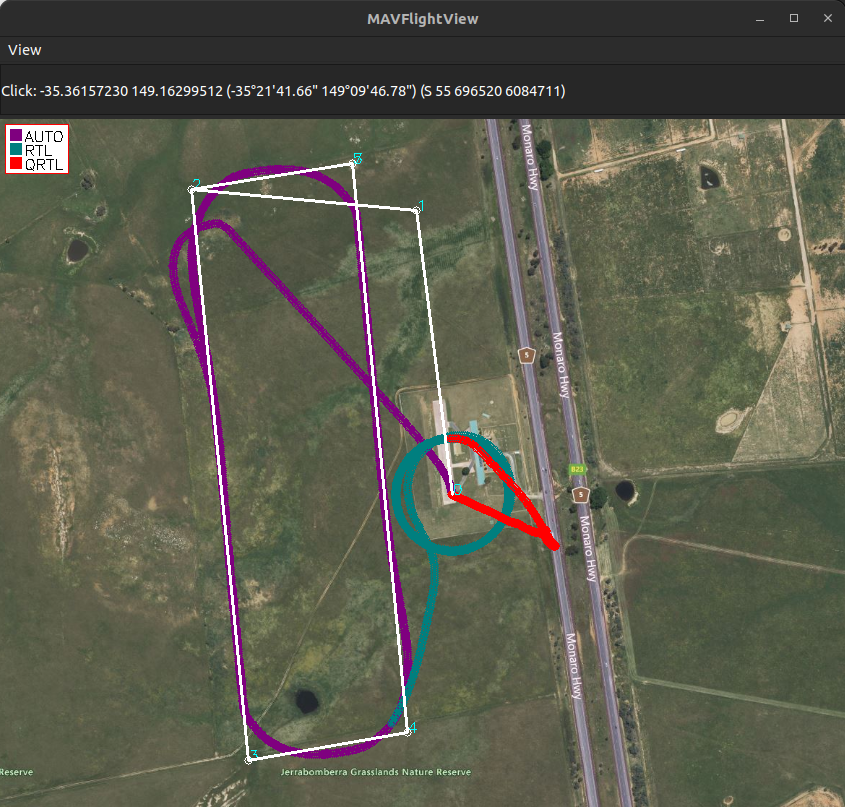 MAVFlightView
View
Click: -35.36157230 149.16299512 (-35°21'41.66" 149°09'46.78") (S 55 696520 6084711)
AUTO
RTL
QRTL
Monaro Hwy
Monaro Hwy
2
5
1
5
Monaro Hwy
B23
5
Monaro Hwy
Monaro Hwy
4
3
Reserve
Jerrabomberra Grasslands Nature Reserve